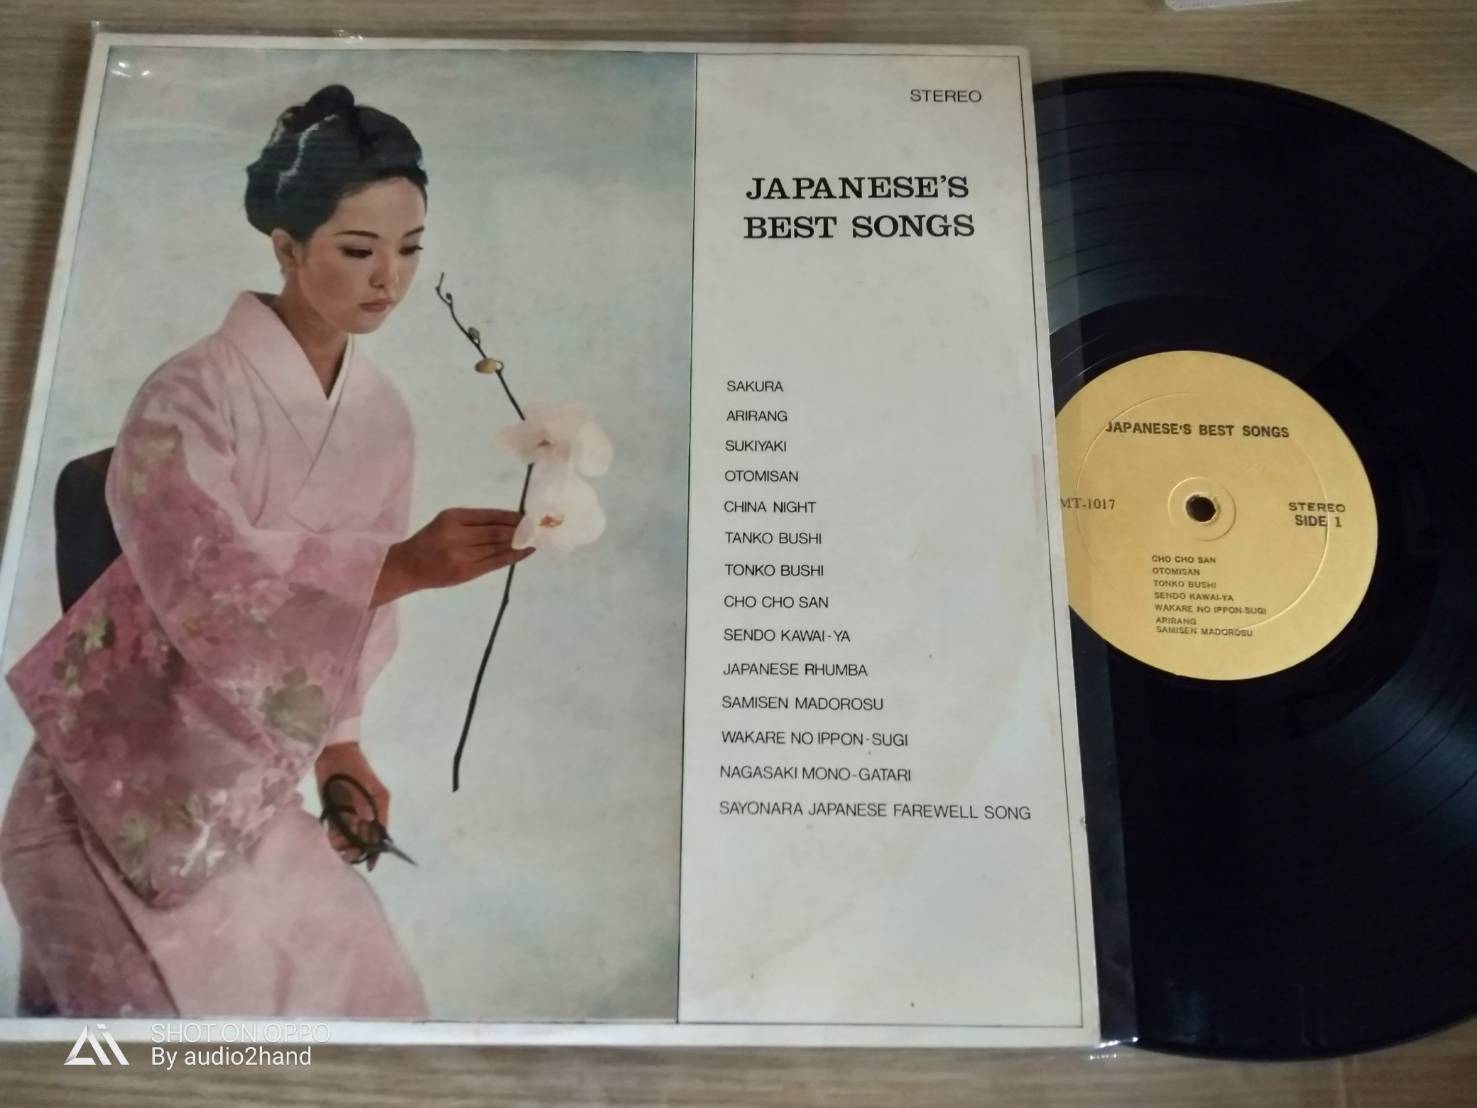 STEREO
JAPANESE'S
BEST SONGS
SAKURA
ARIRANG
SUKIYAKI
OTOMISAN
CHINA NIGHT
TANKO BUSHI
TONKO BUSHI
CHO CHO SAN
SENDO KAWAI-YA
JAPANESE RHUMBA
SAMISEN MADOROSU
WAKARE NO IPPON-SUGI
NAGASAKI MONO-GATARI
SAYONARA JAPANESE FAREWELL SONG
JAPANESE'S BEST SONGS
MT-1017
STEREO
SIDE 1
CHO CHO SAN
OTOMISAN
TONKO BUSHI
SENDO KAWAI-YA
WAKARE NO IPPON-SUGI
ARIRANG
SAMISEN MADOROSU
SHOT ON OPPO
By audio2hand